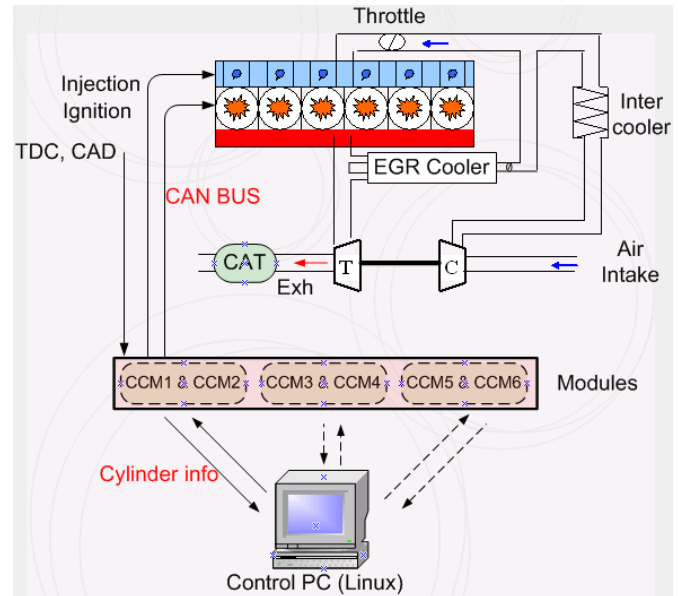 Throttle
Injection
Ignition
Inter
cooler
TDC, CAD
EGR Cooler
CAN BUS
CAT
T
C
Air
Intake
Exh
CCM1 & CCM2
CCM3 & CCM4
CCM5 & CCM6
Modules
Cylinder info
Control PC (Linux)